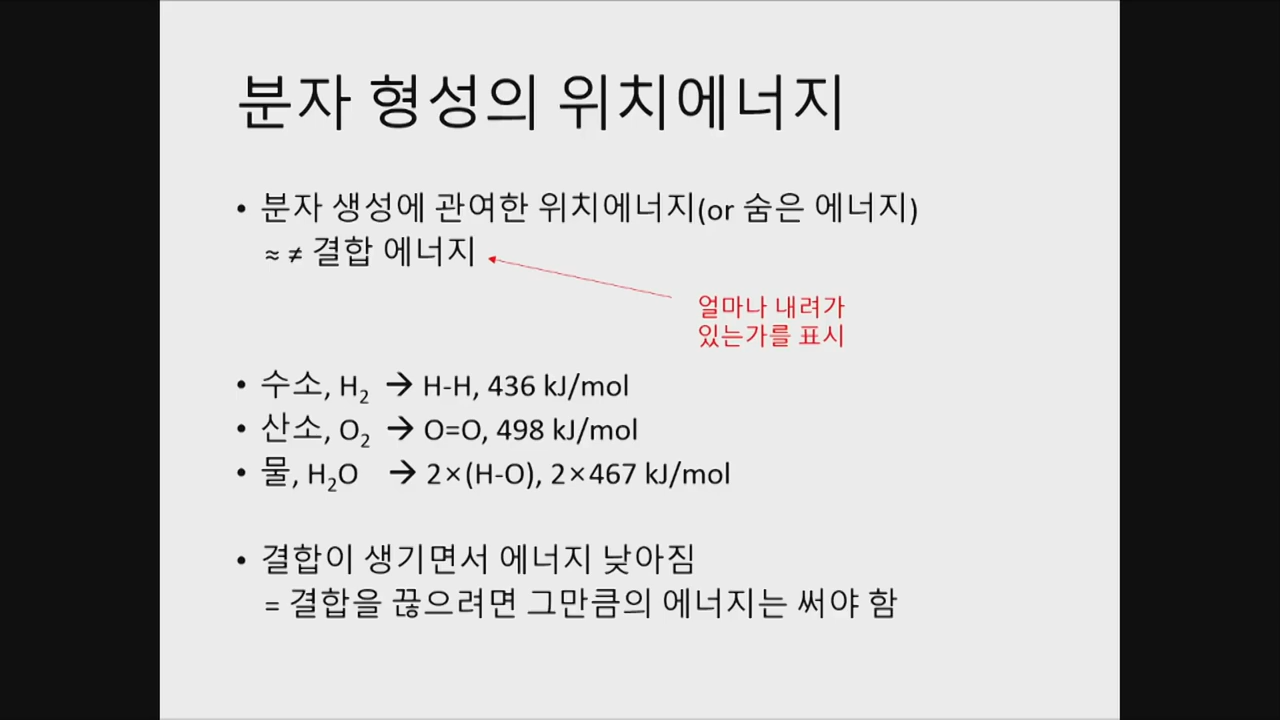 분자 형성의 위치에너지
• 분자 생성에 관여한 위치에너지(or 숨은 에너지)
≈ ≠ 결합 에너지
얼마나 내려가
있는가를 표시
• 수소, H₂ → H-H, 436 kJ/mol
• 산소, O₂ → O=O, 498 kJ/mol
• 물, H₂O → 2×(H-O), 2×467 kJ/mol
• 결합이 생기면서 에너지 낮아짐
= 결합을 끊으려면 그만큼의 에너지는 써야 함